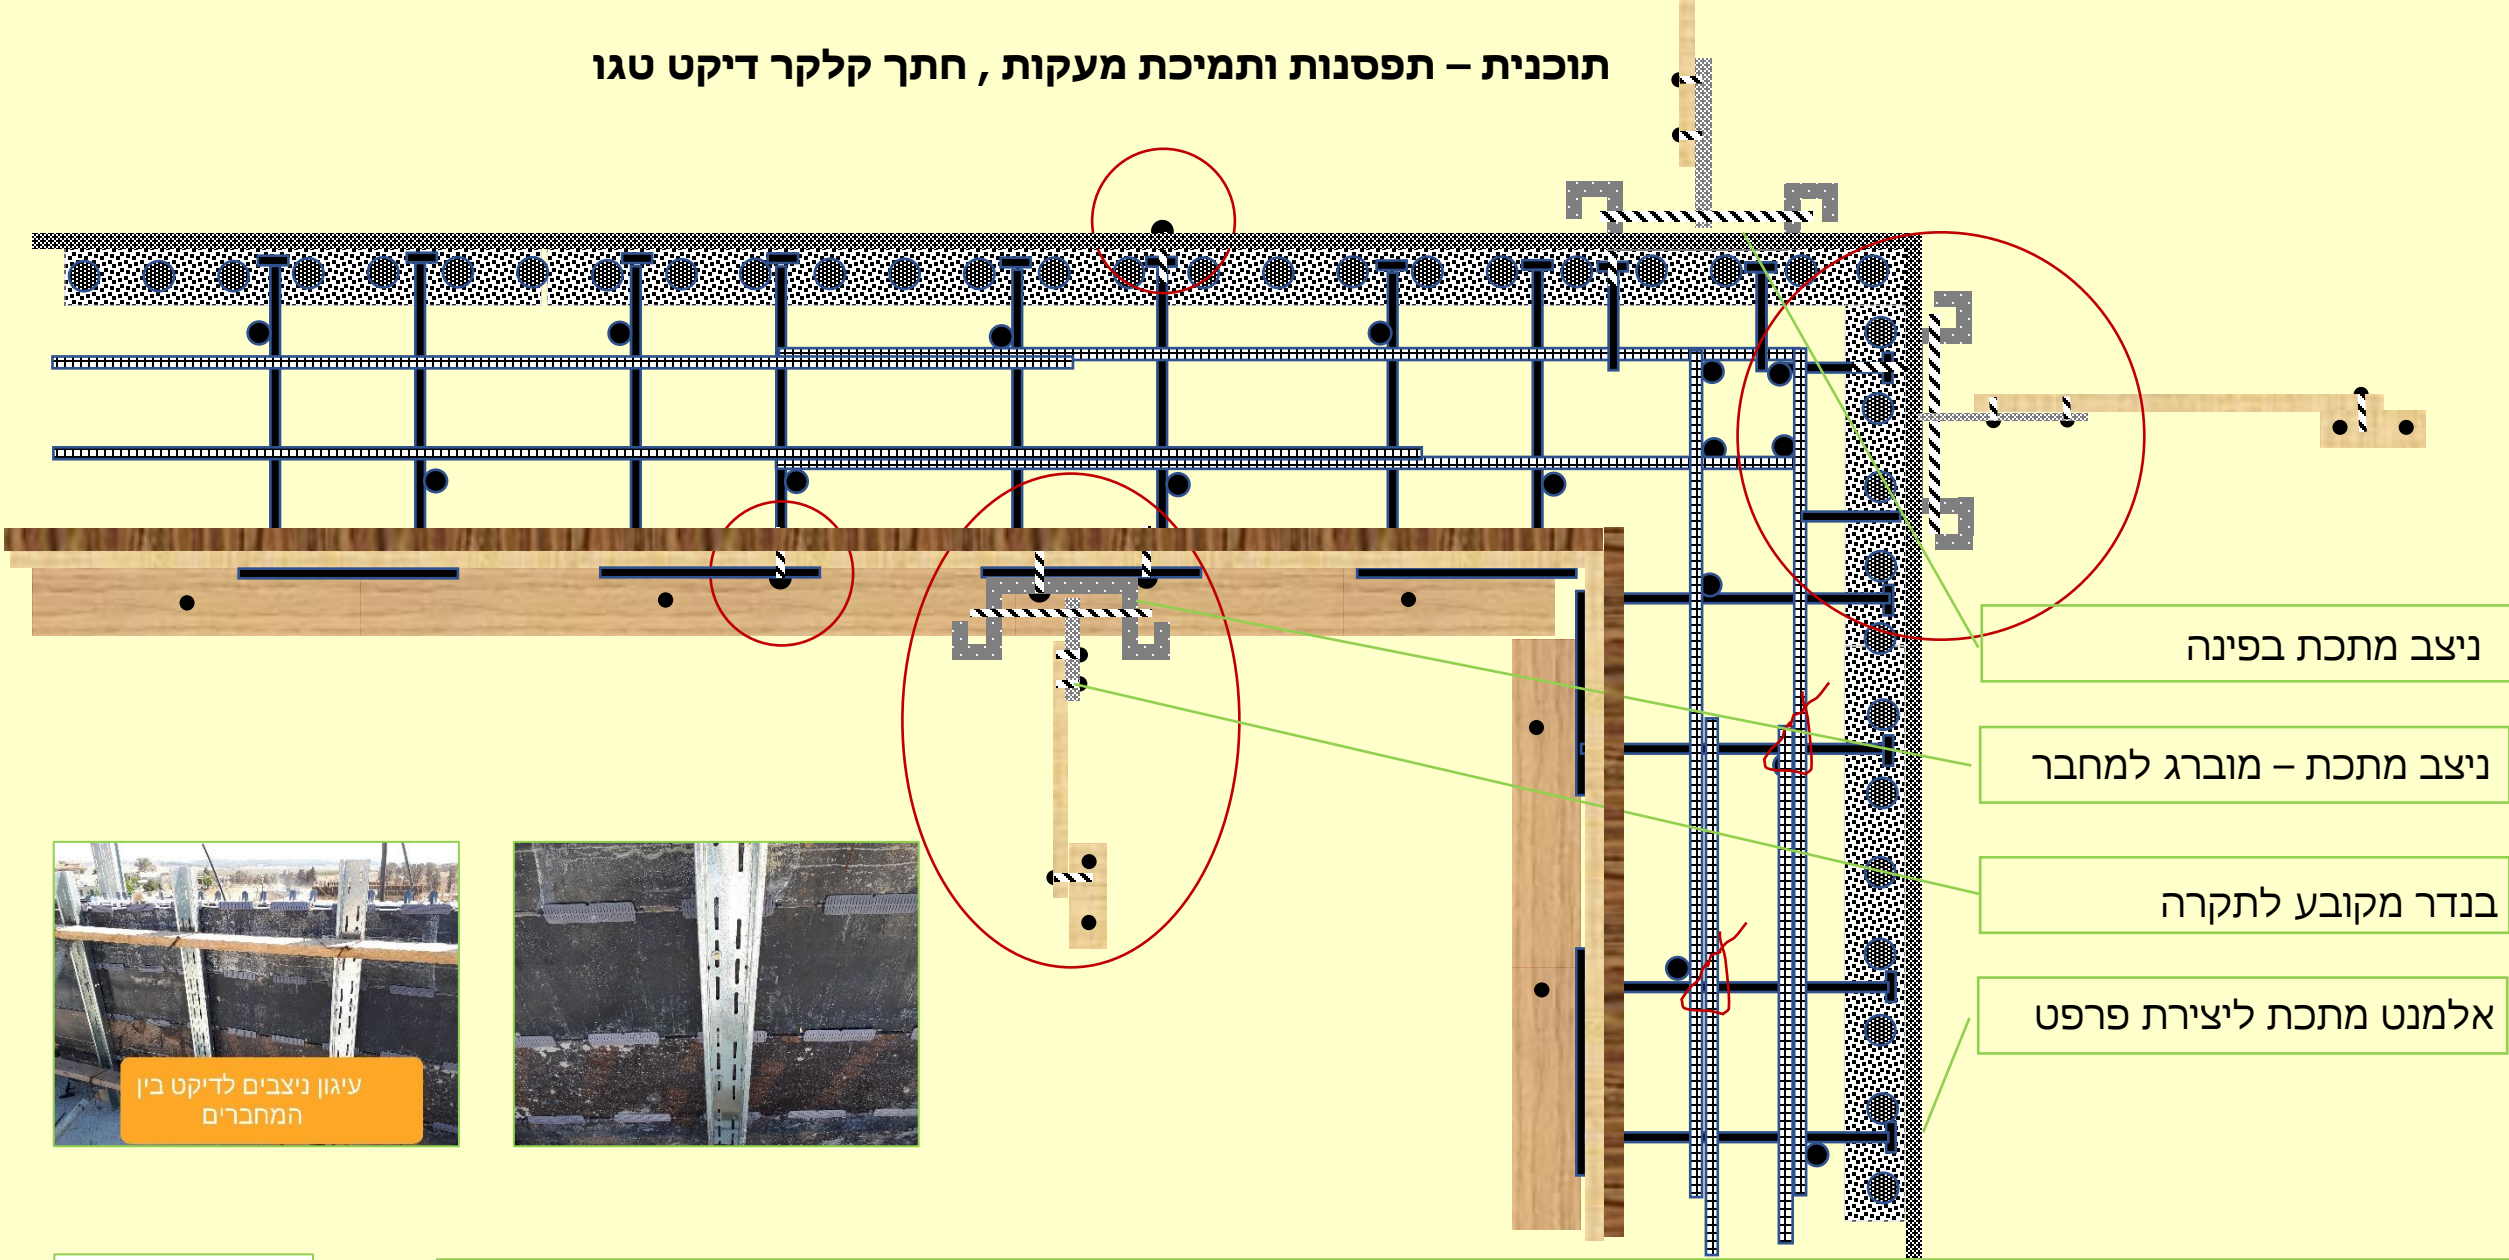 תוכנית – תפסנות ותמיכת מעקות , חתך קלקר דיקט טגו
ניצב מתכת בפינה
ניצב מתכת – מוברג למחבר
בנדר מקובע לתקרה
אלמנט מתכת ליצירת פרפט
עיגון ניצבים לדיקט בין
המחברים